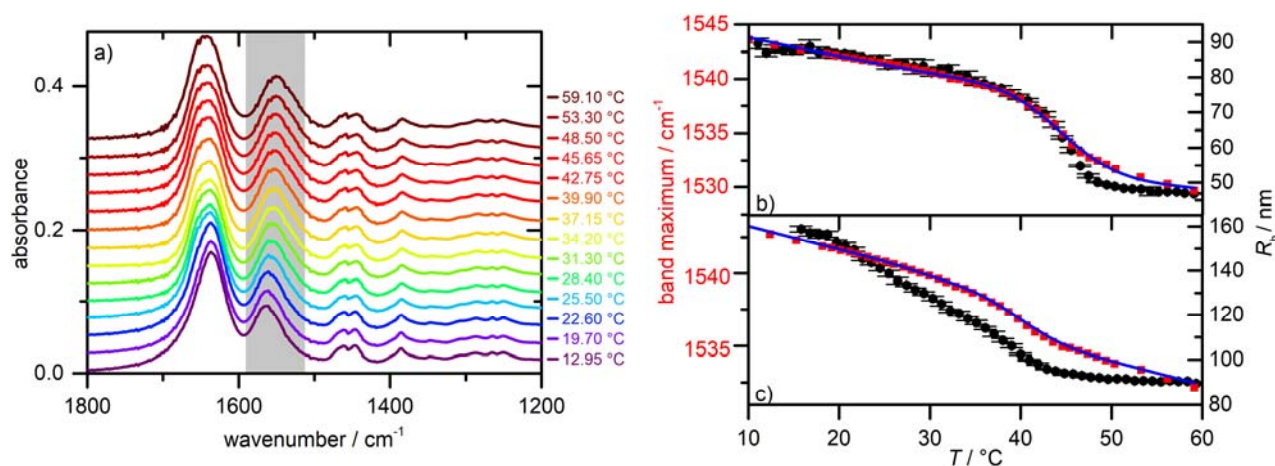 a)
absorbance
0.4
0.2
0.0
1800
1600
1400
1200
wavenumber / cm⁻¹
59.10 °C
53.30 °C
48.50 °C
45.65 °C
42.75 °C
39.90 °C
37.15 °C
34.20 °C
31.30 °C
28.40 °C
25.50 °C
22.60 °C
19.70 °C
12.95 °C
band maximum / cm⁻¹
1545
1540
1535
1530
b)
90
80
70
60
50
1540
1535
c)
160
140
120
100
80
Rₕ / nm
10
20
30
40
50
60
T / °C